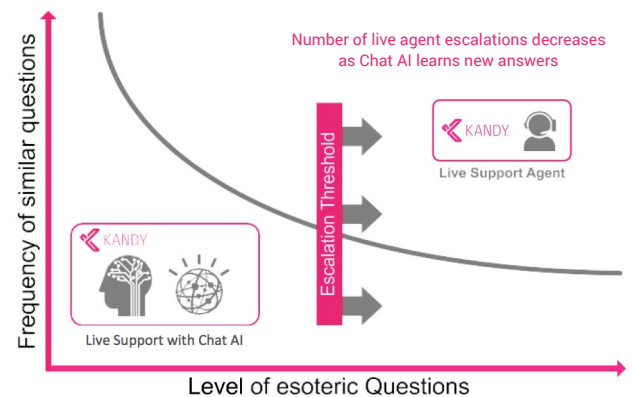 Number of live agent escalations decreases
as Chat AI learns new answers
Frequency of similar questions
Escalation Threshold
KANDY
Live Support Agent
KANDY
Live Support with Chat AI
Level of esoteric Questions